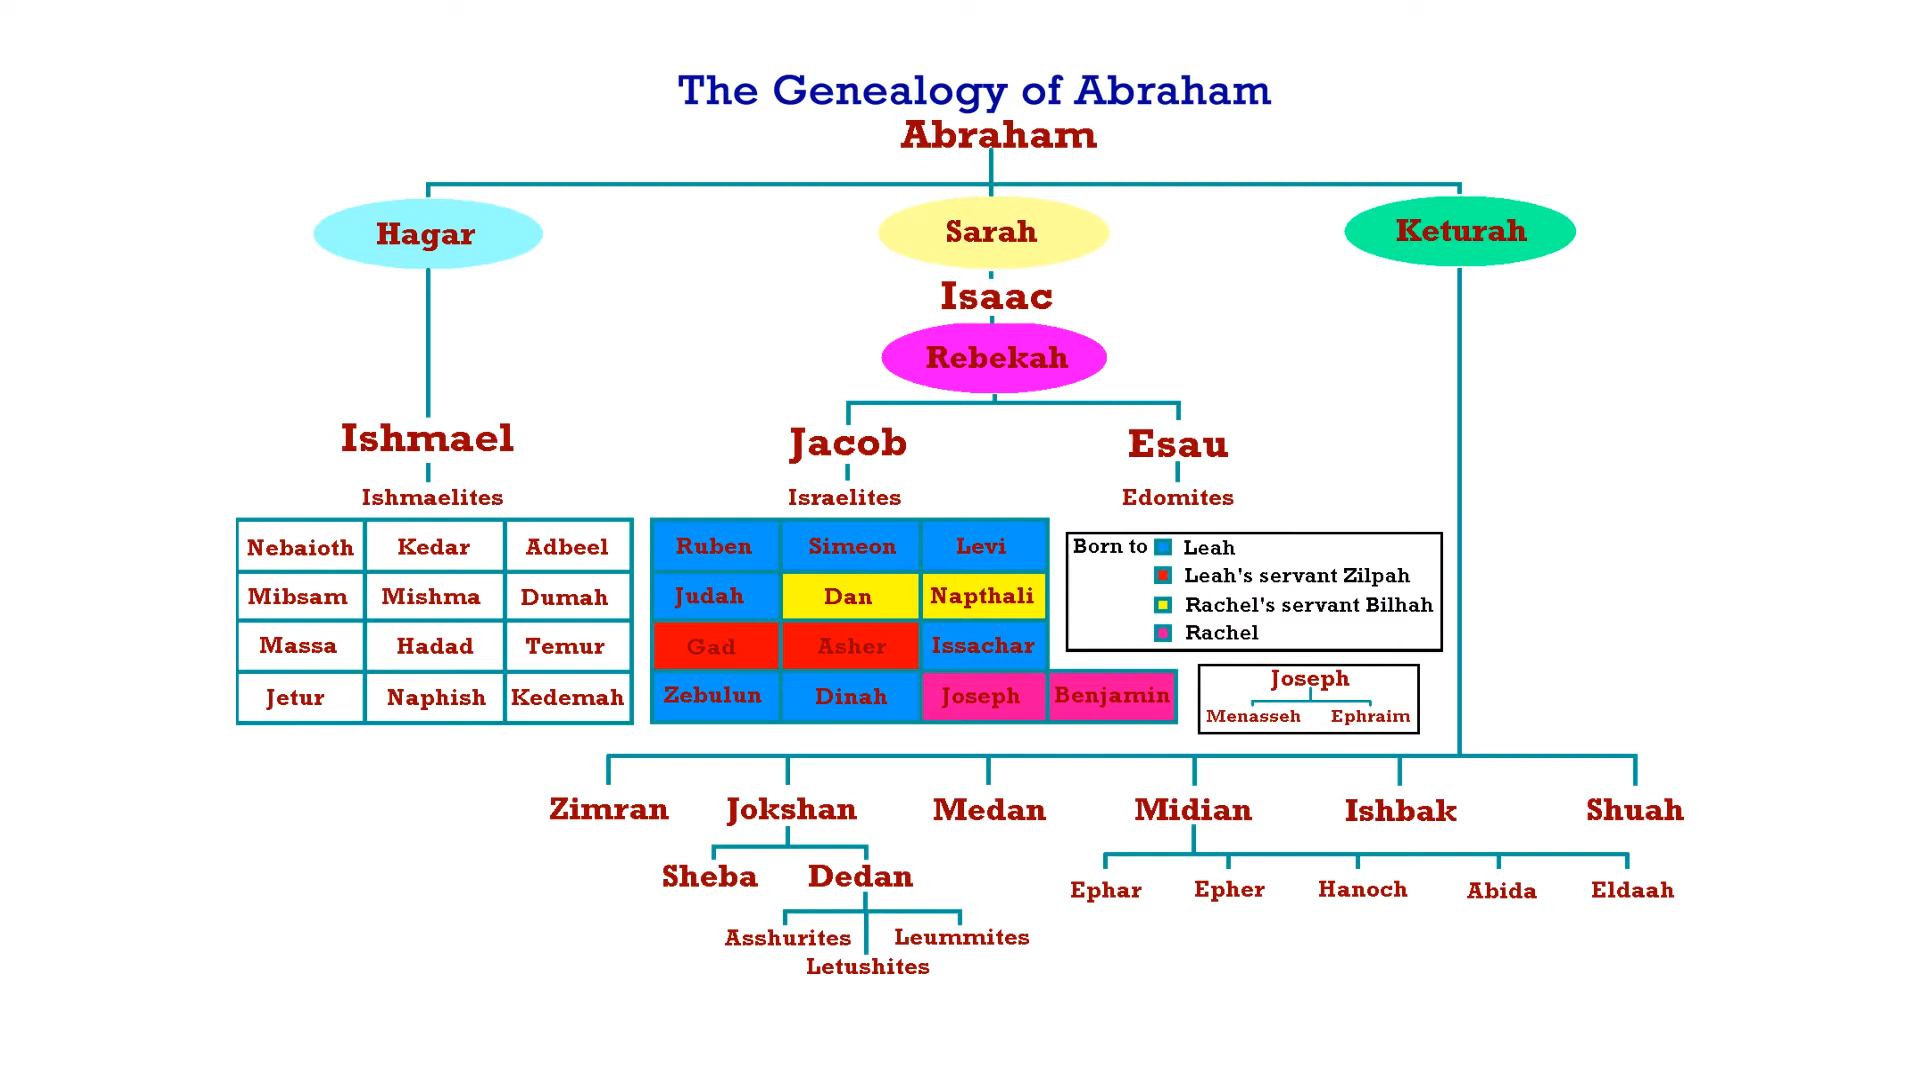 The Genealogy of Abraham
Abraham
Hagar
Sarah
Keturah
Isaac
Rebekah
Ishmael
Jacob
Esau
Ishmaelites
Israelites
Edomites
Nebaioth Kedar Adbeel
Mibsam Mishma Dumah
Massa Hadad Temur
Jetur Naphish Kedemah
Ruben Simeon Levi
Judah Dan Napthali
Gad Asher Issachar
Zebulun Dinah Joseph Benjamin
Born to Leah
Leah's servant Zilpah
Rachel's servant Bilhah
Rachel
Joseph
Menasseh Ephraim
Zimran Jokshan Medan Midian Ishbak Shuah
Sheba Dedan
Ephar Epher Hanoch Abida Eldaah
Asshurites Leummites
Letushites